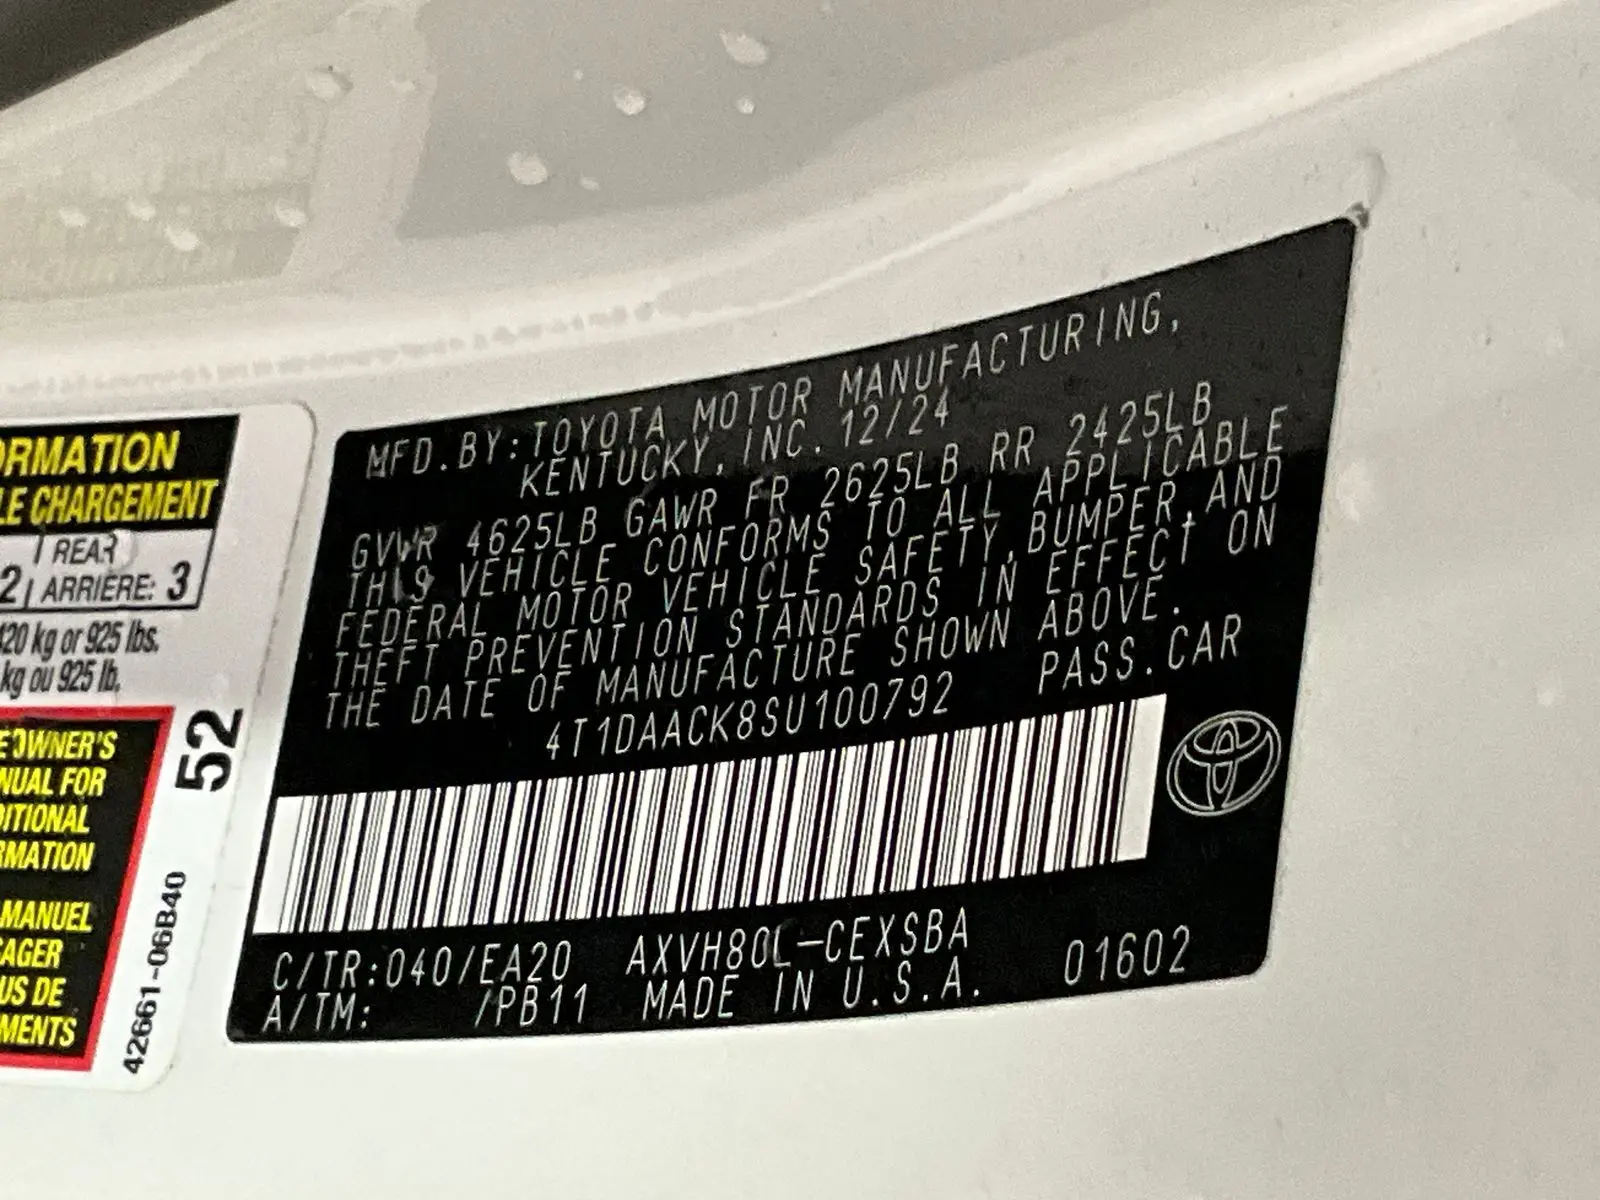 ORMATION
LE CHARGEMENT
REAR
2 ARRIÈRE: 3
420 kg or 925 lbs.
kg ou 925 lb.
OWNER'S
NUAL FOR
DITIONAL
RMATION
MANUEL
AGER
US DE
MENTS
52
42661-06B40
MFD.BY:TOYOTA MOTOR MANUFACTURING,
KENTUCKY, INC. 12/24
GVWR 4625LB GAWR FR 2625LB RR 2425LB
THIS VEHICLE CONFORMS TO ALL APPLICABLE
FEDERAL MOTOR VEHICLE SAFETY, BUMPER, AND
THEFT PREVENTION STANDARDS IN EFFECT ON
THE DATE OF MANUFACTURE SHOWN ABOVE.
4T1DAACK8SU100792 PASS.CAR
C/TR:040/EA20 AXVH80L-CEXSBA
A/TM: /PB11 MADE IN U.S.A. 01602